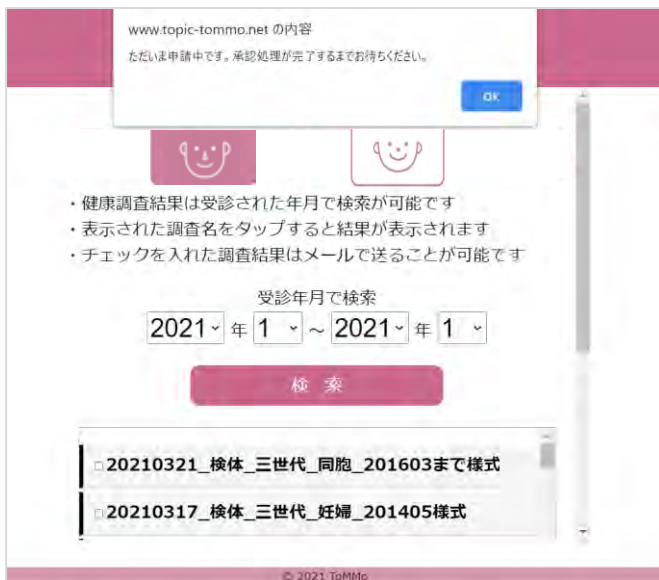 www.topic-tommo.net の内容
ただいま申請中です。承認処理が完了するまでお待ちください。
OK
・健康調査結果は受診された年月で検索が可能です
・表示された調査名をタップすると結果が表示されます
・チェックを入れた調査結果はメールで送ることが可能です
受診年月で検索
2021 年 1 ～ 2021 年 1
検 索
20210321_検体_三世代_同胞_201603まで様式
20210317_検体_三世代_妊婦_201405様式
© 2021 ToMMo